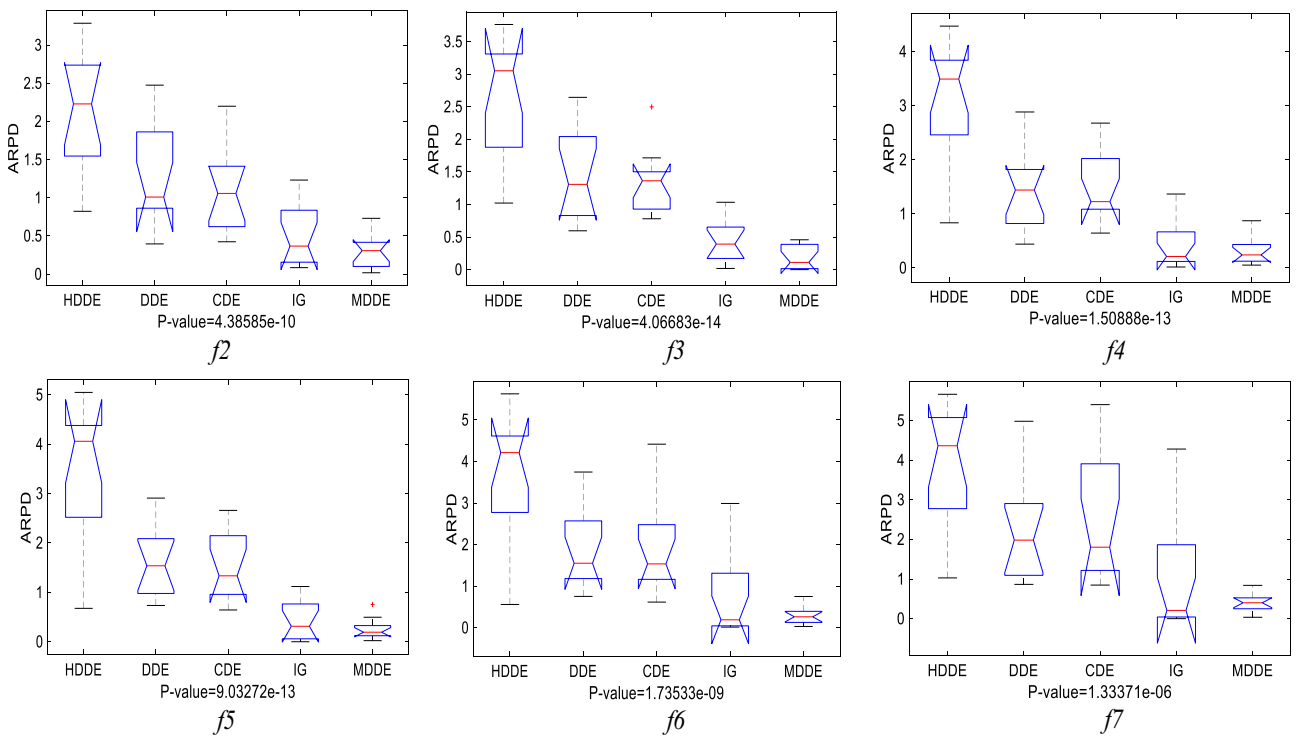 3
2.5
2
1.5
1
0.5
0
ARPD
HDDE DDE CDE IG MDDE
P-value=4.38585e-10
f2
3.5
3
2.5
2
1.5
1
0.5
0
ARPD
HDDE DDE CDE IG MDDE
P-value=4.06683e-14
f3
4
3
2
1
0
ARPD
HDDE DDE CDE IG MDDE
P-value=1.50888e-13
f4
5
4
3
2
1
0
ARPD
HDDE DDE CDE IG MDDE
P-value=9.03272e-13
f5
5
4
3
2
1
0
ARPD
HDDE DDE CDE IG MDDE
P-value=1.73533e-09
f6
5
4
3
2
1
0
ARPD
HDDE DDE CDE IG MDDE
P-value=1.33371e-06
f7